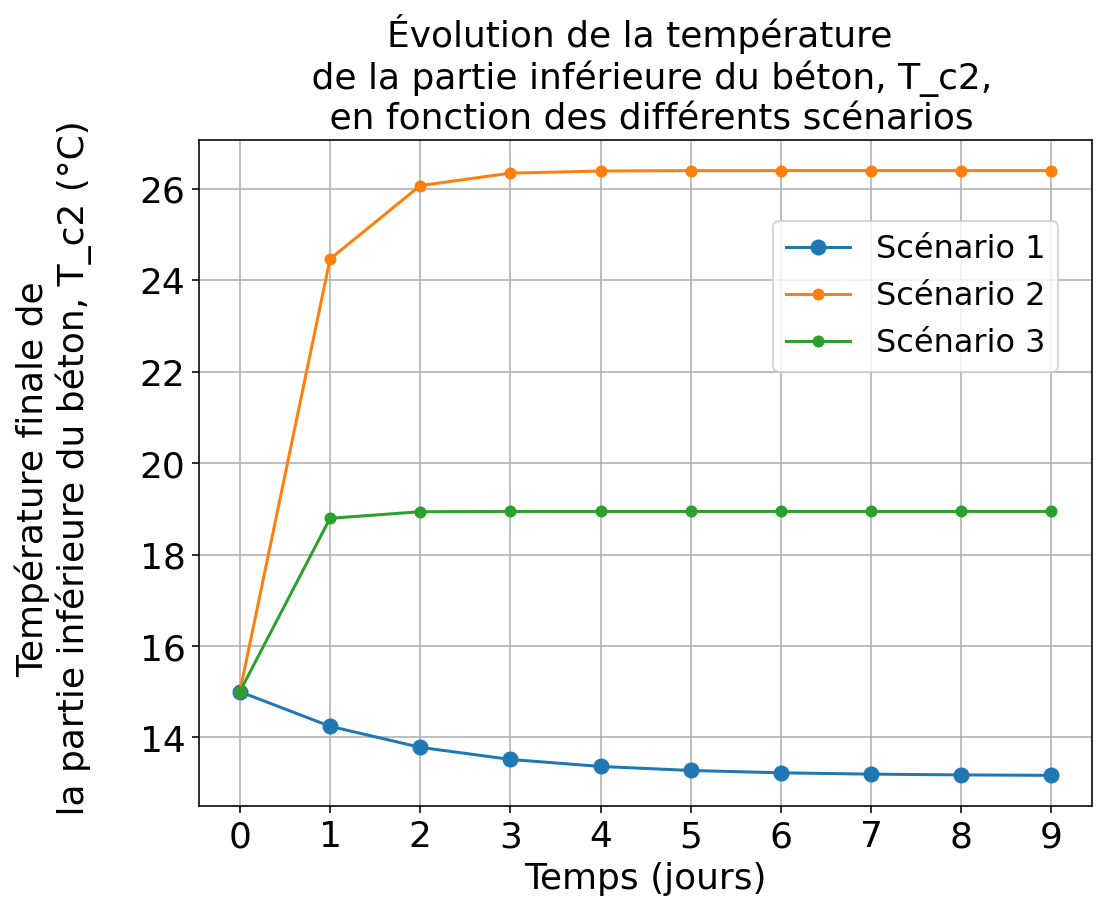 Évolution de la température
de la partie inférieure du béton, T_c2,
en fonction des différents scénarios
Température finale de
la partie inférieure du béton, T_c2 (°C)
26
24
22
20
18
16
14
Scénario 1
Scénario 2
Scénario 3
0 1 2 3 4 5 6 7 8 9
Temps (jours)